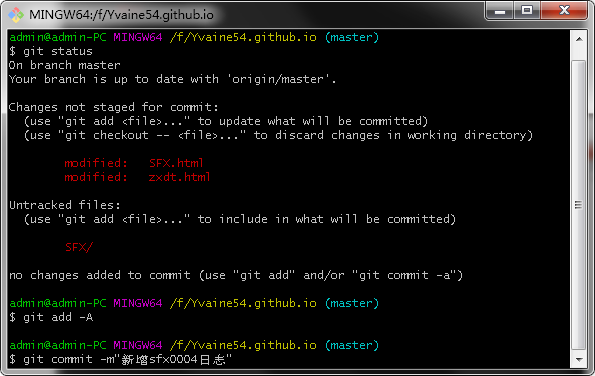 MINGW64:/f/Yvaine54.github.io
admin@admin-PC MINGW64 /f/Yvaine54.github.io (master)
$ git status
On branch master
Your branch is up to date with 'origin/master'.
Changes not staged for commit:
(use "git add <file>..." to update what will be committed)
(use "git checkout -- <file>..." to discard changes in working directory)
modified: SFX.html
modified: zxdt.html
Untracked files:
(use "git add <file>..." to include in what will be committed)
SFX/
no changes added to commit (use "git add" and/or "git commit -a")
admin@admin-PC MINGW64 /f/Yvaine54.github.io (master)
$ git add -A
admin@admin-PC MINGW64 /f/Yvaine54.github.io (master)
$ git commit -m"新增sfx0004日志"